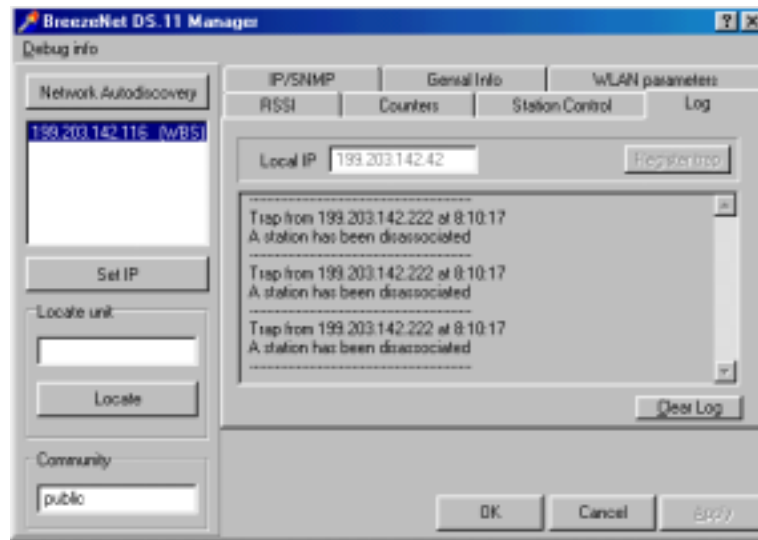 BreezeNet DS.11 Manager
Debug info
Network Autodiscovery
199.203.142.116 (WBS)
Set IP
Locate unit
Locate
Community
public
IP/SNMP Genral Info WLAN parameters
RSSI Counters Station Control Log
Local IP 199.203.142.42 Register trap
Trap from 199.203.142.222 at 8:10:17
A station has been disassociated
Trap from 199.203.142.222 at 8:10:17
A station has been disassociated
Trap from 199.203.142.222 at 8:10:17
A station has been disassociated
Clear Log
OK Cancel Apply